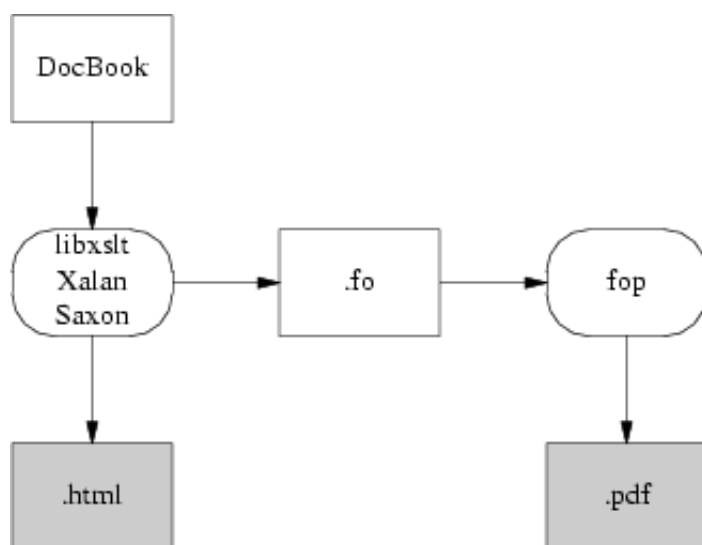 DocBook
libxslt
Xalan
Saxon
.fo
fop
.html
.pdf